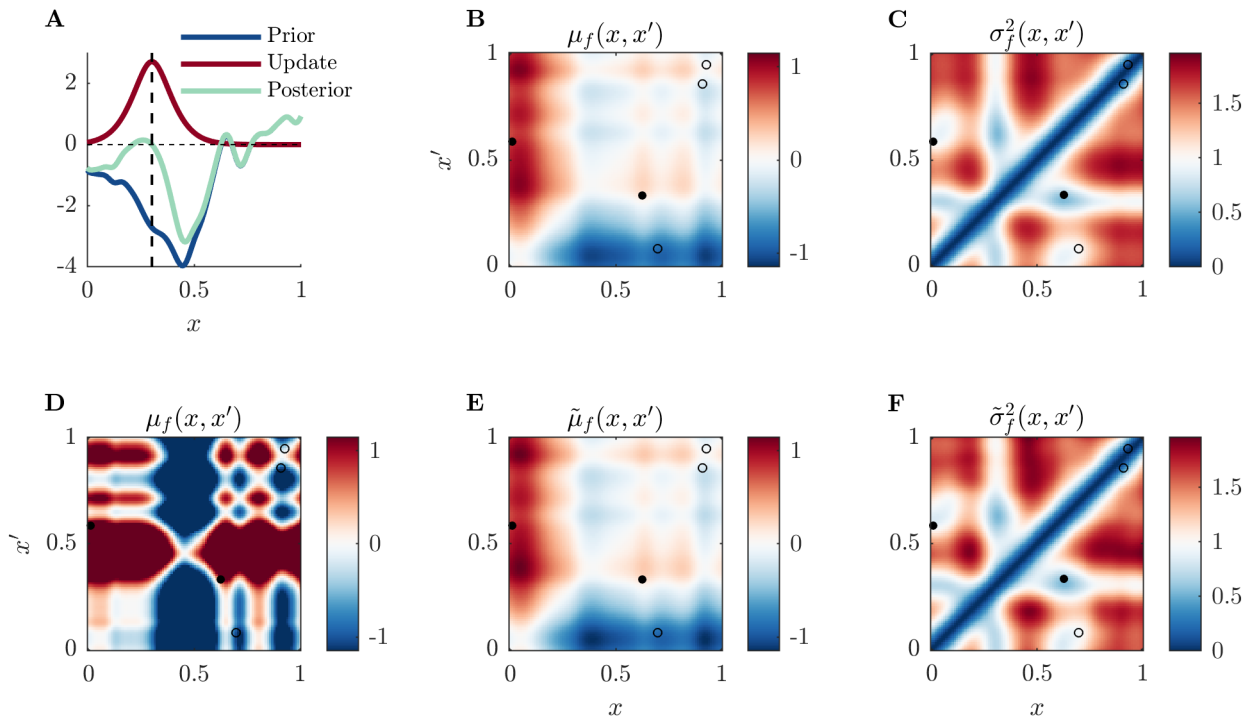 A
Prior
Update
Posterior
2
0
-2
-4
0
0.5
1
x
B
μ_f(x, x′)
1
0.5
0
x′
0
0.5
1
1
0
-1
C
σ_f^2(x, x′)
1
0.5
0
0
0.5
1
1.5
1
0.5
0
D
μ_f(x, x′)
1
0.5
0
x′
0
0.5
1
1
0
-1
E
μ̃_f(x, x′)
1
0.5
0
0
0.5
1
x
1
0
-1
F
σ̃_f^2(x, x′)
1
0.5
0
0
0.5
1
x
1.5
1
0.5
0